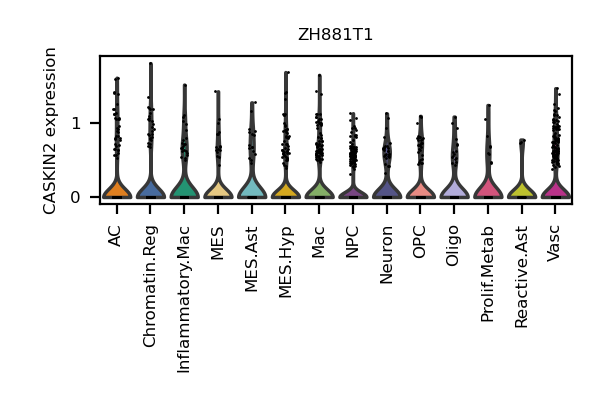 ZH881T1
CASKIN2 expression
1
0
AC
Chromatin.Reg
Inflammatory.Mac
MES
MES.Ast
MES.Hyp
Mac
NPC
Neuron
OPC
Oligo
Prolif.Metab
Reactive.Ast
Vasc